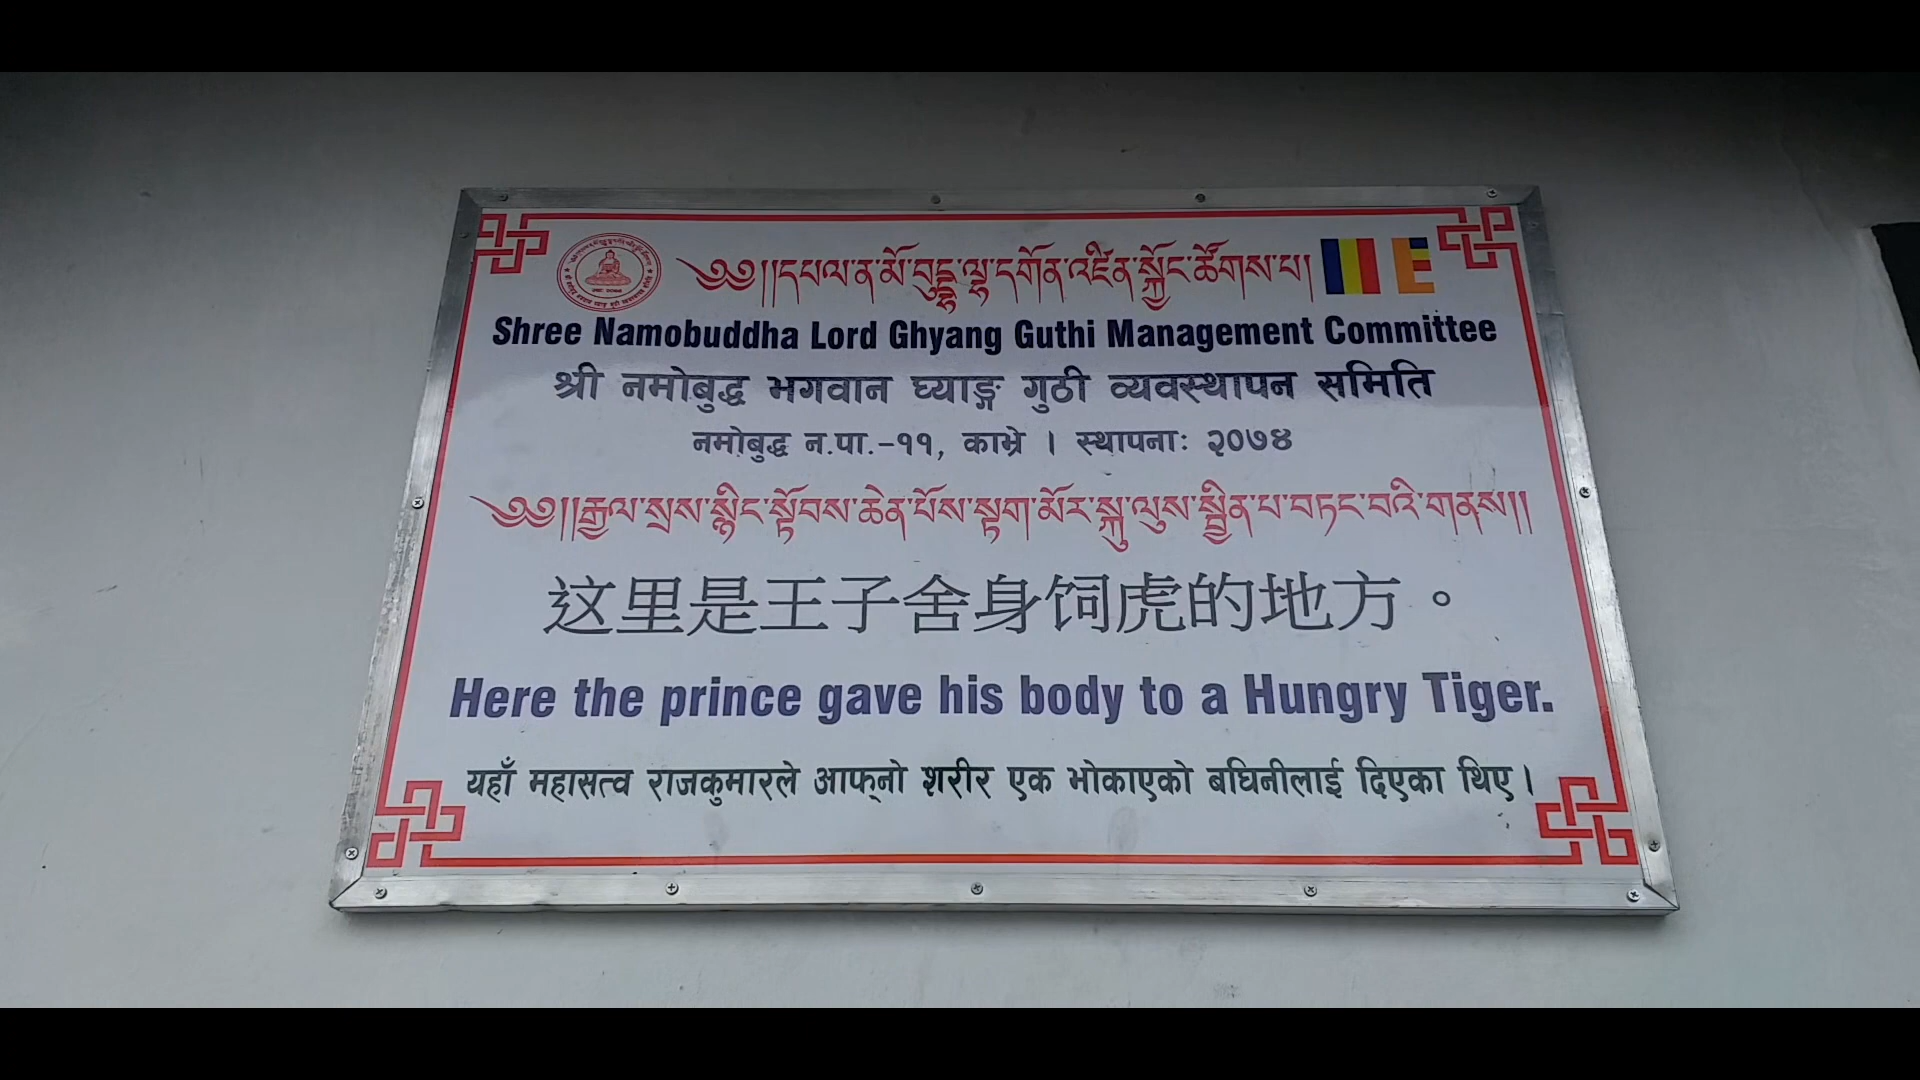 ༄༅།།དཔལ་ན་མོ་བུདྡྷ་ལྷ་དགོན་འཛིན་སྐྱོང་ཚོགས་པ།
Shree Namobuddha Lord Ghyang Guthi Management Committee
श्री नमोबुद्ध भगवान घ्याङ्ग गुठी व्यवस्थापन समिति
नमोबुद्ध न.पा.-११, काभ्रे । स्थापनाः २०७४
༄༅།།རྒྱལ་སྲས་སྙིང་སྟོབས་ཆེན་པོས་སྟག་མོར་སྐུ་ལུས་སྦྱིན་པ་བཏང་བའི་གནས།།
这里是王子舍身饲虎的地方。
Here the prince gave his body to a Hungry Tiger.
यहाँ महासत्व राजकुमारले आफ्‌नो शरीर एक भोकाएको बघिनीलाई दिएका थिए।